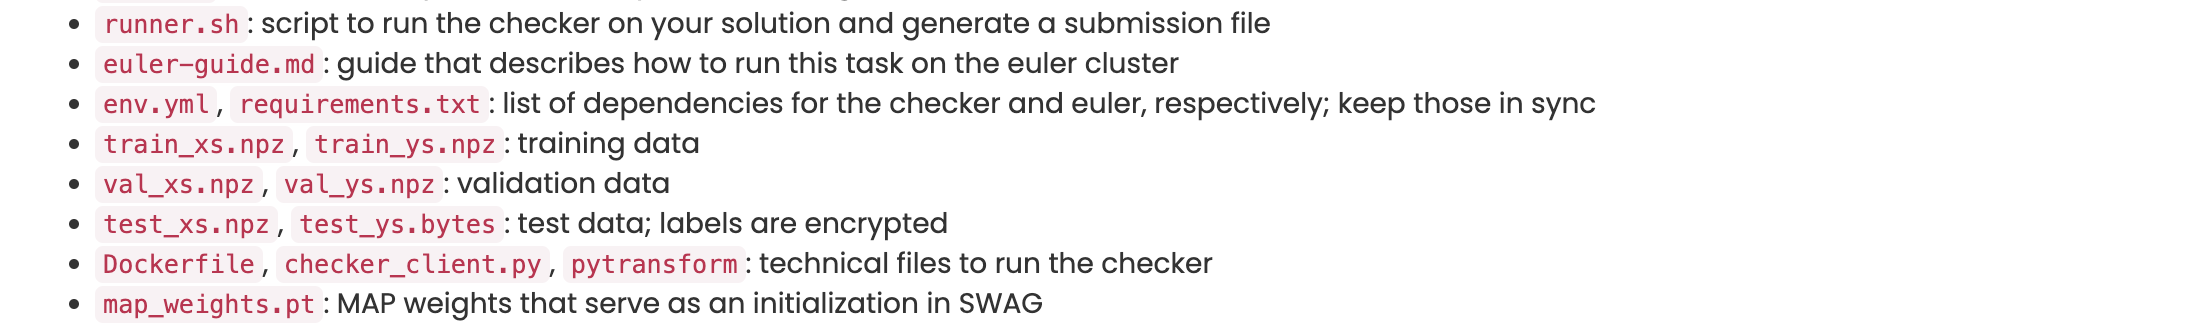 • runner.sh: script to run the checker on your solution and generate a submission file
• euler-guide.md: guide that describes how to run this task on the euler cluster
• env.yml, requirements.txt: list of dependencies for the checker and euler, respectively; keep those in sync
• train_xs.npz, train_ys.npz: training data
• val_xs.npz, val_ys.npz: validation data
• test_xs.npz, test_ys.bytes: test data; labels are encrypted
• Dockerfile, checker_client.py, pytransform: technical files to run the checker
• map_weights.pt: MAP weights that serve as an initialization in SWAG